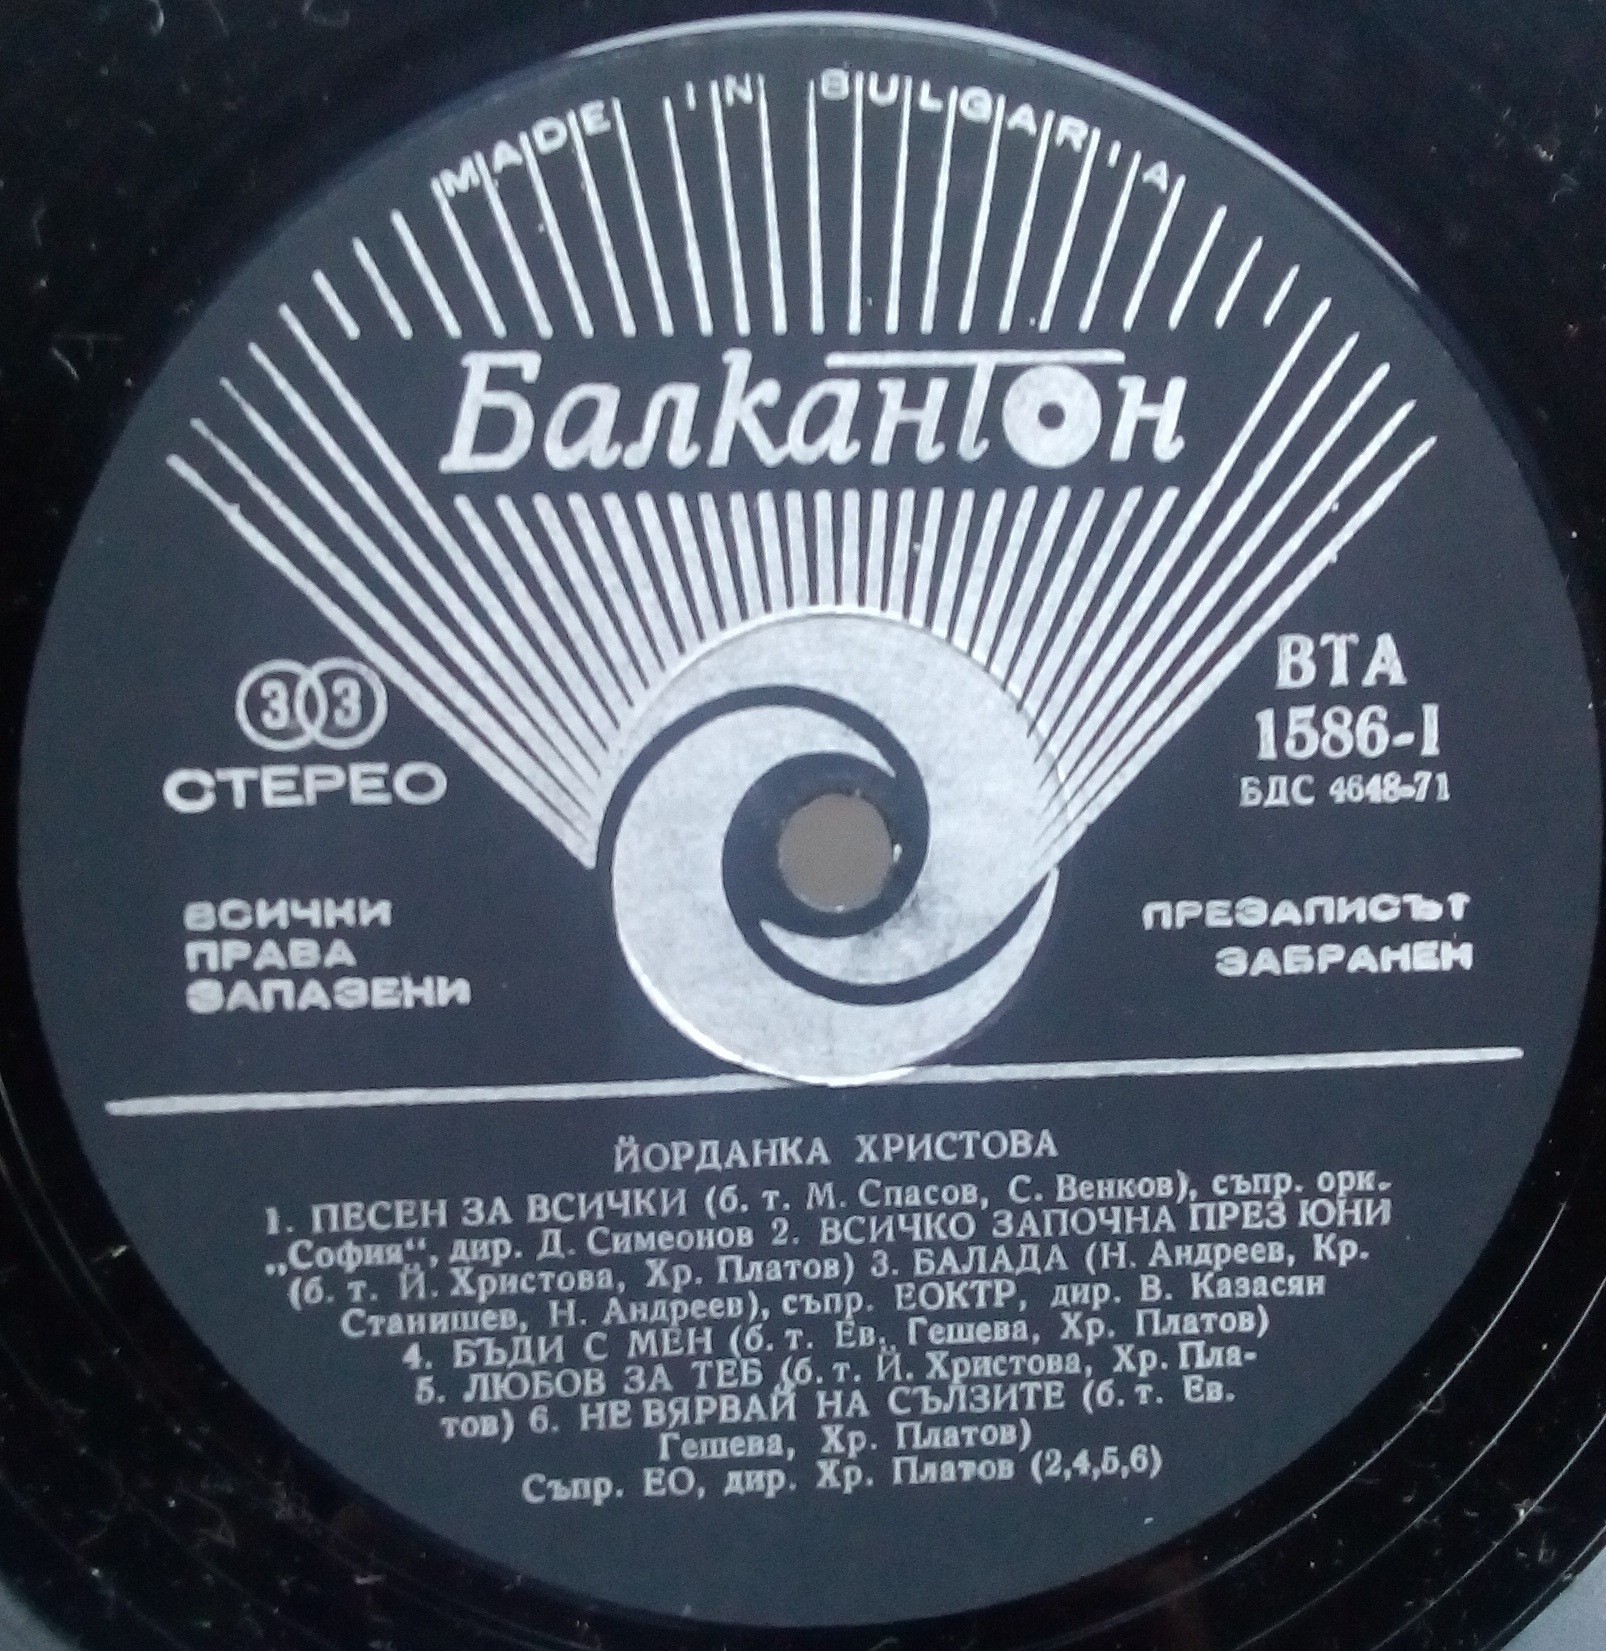 MADE IN BULGARIA
Балкантон
33
СТЕРЕО
ВТА
1586-I
БДС 4648-71
ВСИЧКИ
ПРАВА
ЗАПАЗЕНИ
ПРЕЗАПИСЪТ
ЗАБРАНЕН
ЙОРДАНКА ХРИСТОВА
1. ПЕСЕН ЗА ВСИЧКИ (б. т. М. Спасов, С. Венков), съпр. орк.
„София“, дир. Д. Симеонов 2. ВСИЧКО ЗАПОЧНА ПРЕЗ ЮНИ
(б. т. Й. Христова, Хр. Платов) 3. БАЛАДА (Н. Андреев, Кр.
Станишев, Н. Андреев), съпр. ЕОКТР, дир. В. Казасян
4. БЪДИ С МЕН (б. т. Ев. Гешева, Хр. Платов)
5. ЛЮБОВ ЗА ТЕБ (б. т. Й. Христова, Хр. Пла-
тов) 6. НЕ ВЯРВАЙ НА СЪЛЗИТЕ (б. т. Ев.
Гешева, Хр. Платов)
Съпр. ЕО, дир. Хр. Платов (2,4,5,6)